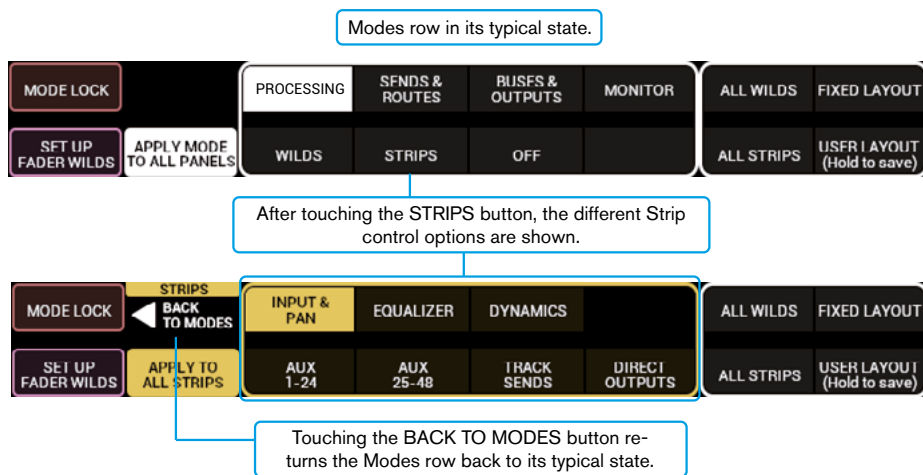 Modes row in its typical state.
MODE LOCK
PROCESSING
SENDS &
ROUTES
BUSES &
OUTPUTS
MONITOR
ALL WILDS
FIXED LAYOUT
SET UP
FADER WILDS
APPLY MODE
TO ALL PANELS
WILDS
STRIPS
OFF
ALL STRIPS
USER LAYOUT
(Hold to save)
After touching the STRIPS button, the different Strip
control options are shown.
MODE LOCK
STRIPS
BACK
TO MODES
INPUT &
PAN
EQUALIZER
DYNAMICS
ALL WILDS
FIXED LAYOUT
SET UP
FADER WILDS
APPLY TO
ALL STRIPS
AUX
1-24
AUX
25-48
TRACK
SENDS
DIRECT
OUTPUTS
ALL STRIPS
USER LAYOUT
(Hold to save)
Touching the BACK TO MODES button re-
turns the Modes row back to its typical state.